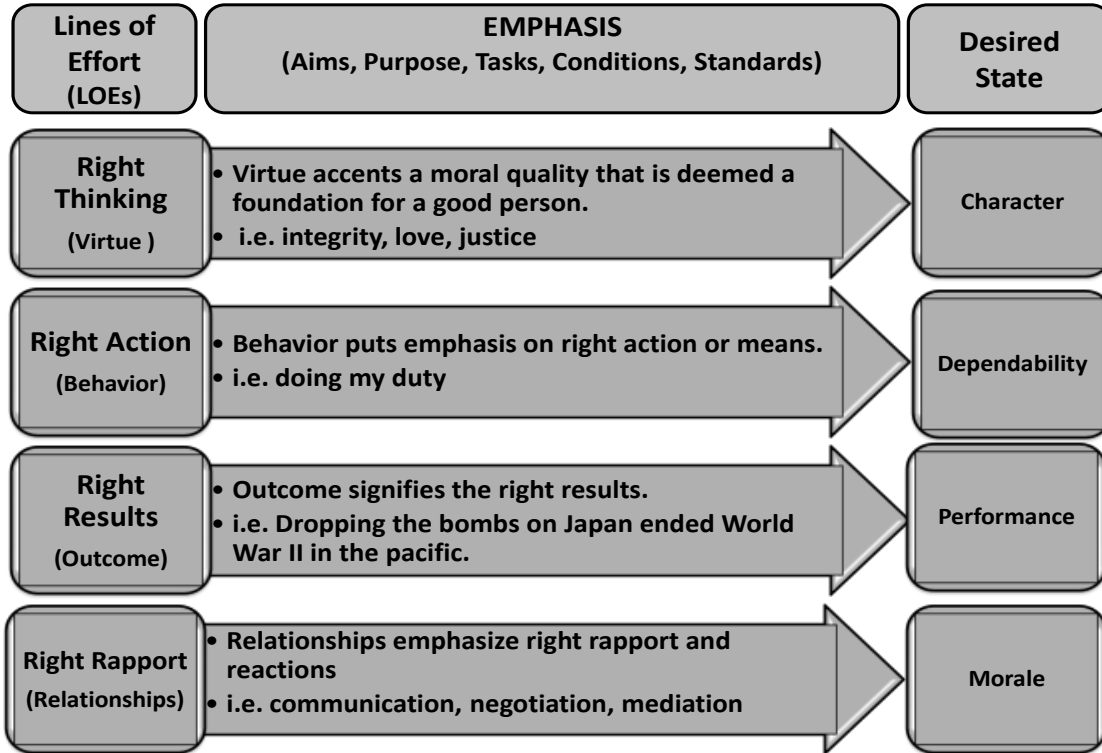 Lines of
Effort
(LOEs)
EMPHASIS
(Aims, Purpose, Tasks, Conditions, Standards)
Desired
State
Right
Thinking
(Virtue )
• Virtue accents a moral quality that is deemed a
foundation for a good person.
• i.e. integrity, love, justice
Character
Right Action
(Behavior)
• Behavior puts emphasis on right action or means.
• i.e. doing my duty
Dependability
Right
Results
(Outcome)
• Outcome signifies the right results.
• i.e. Dropping the bombs on Japan ended World
War II in the pacific.
Performance
Right Rapport
(Relationships)
• Relationships emphasize right rapport and
reactions
• i.e. communication, negotiation, mediation
Morale